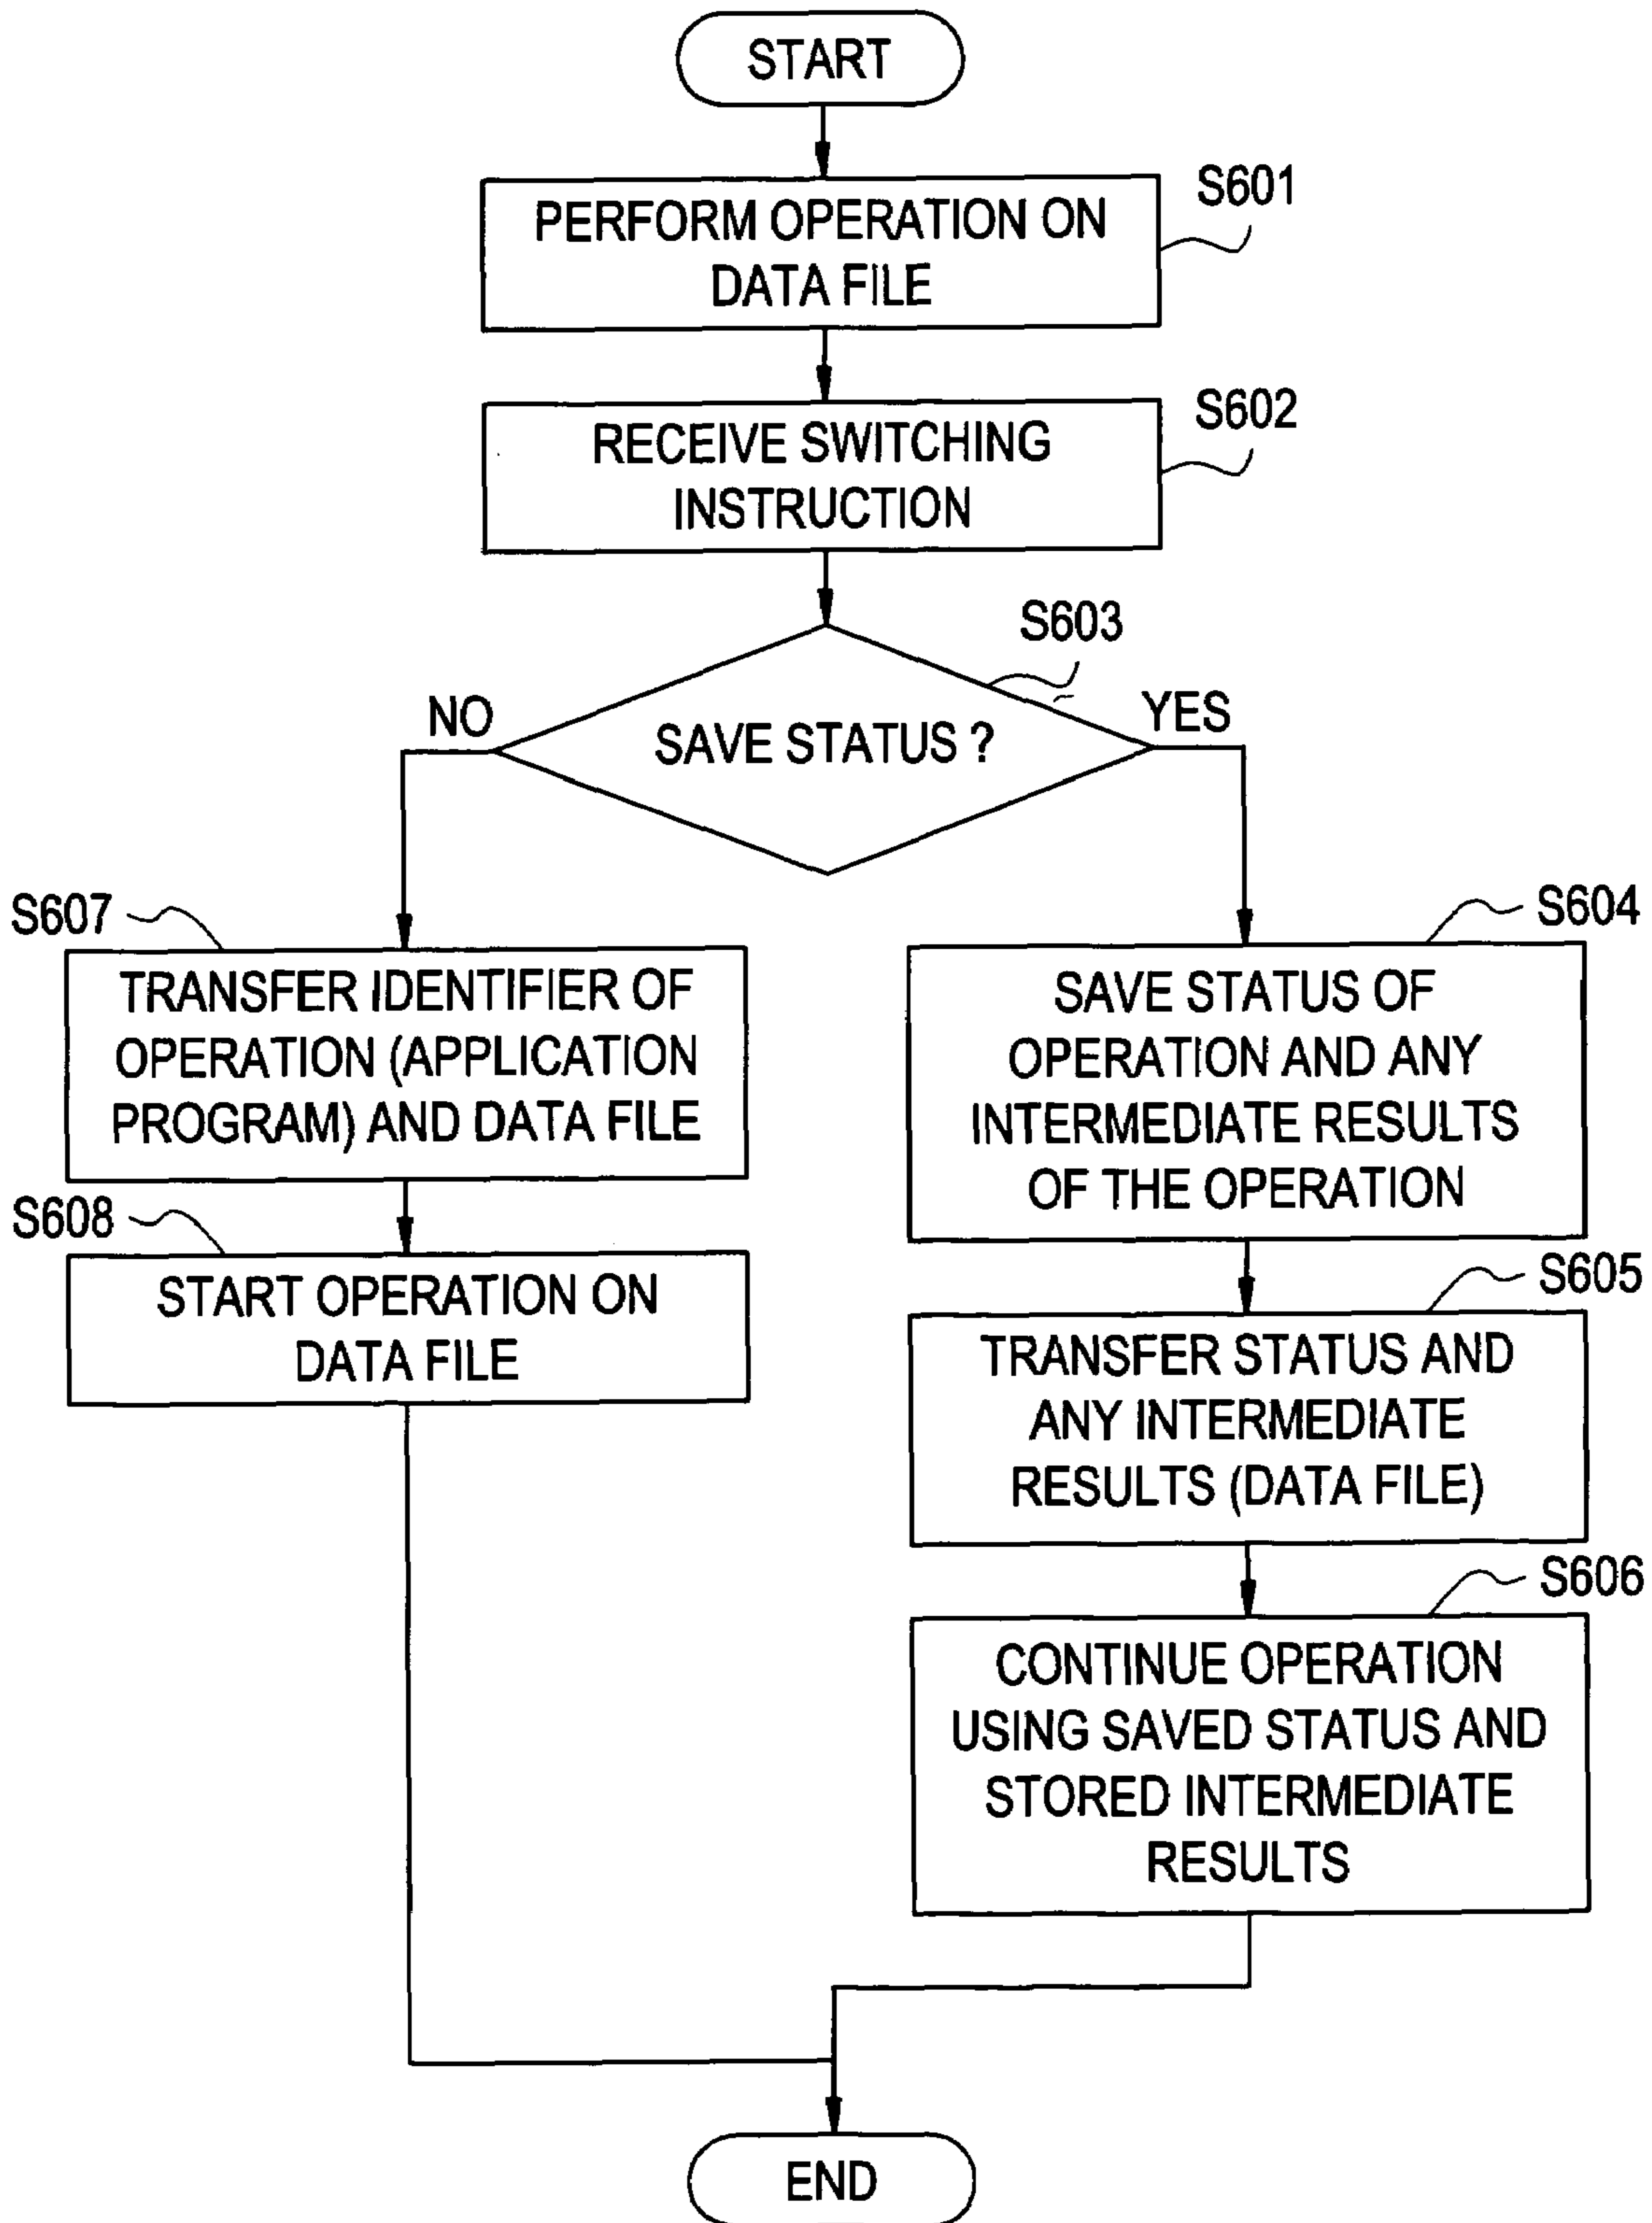 START
S601
PERFORM OPERATION ON
DATA FILE
S602
RECEIVE SWITCHING
INSTRUCTION
S603
NO
YES
SAVE STATUS ?
S607
TRANSFER IDENTIFIER OF
OPERATION (APPLICATION
PROGRAM) AND DATA FILE
S608
START OPERATION ON
DATA FILE
S604
SAVE STATUS OF
OPERATION AND ANY
INTERMEDIATE RESULTS
OF THE OPERATION
S605
TRANSFER STATUS AND
ANY INTERMEDIATE
RESULTS (DATA FILE)
S606
CONTINUE OPERATION
USING SAVED STATUS AND
STORED INTERMEDIATE
RESULTS
END